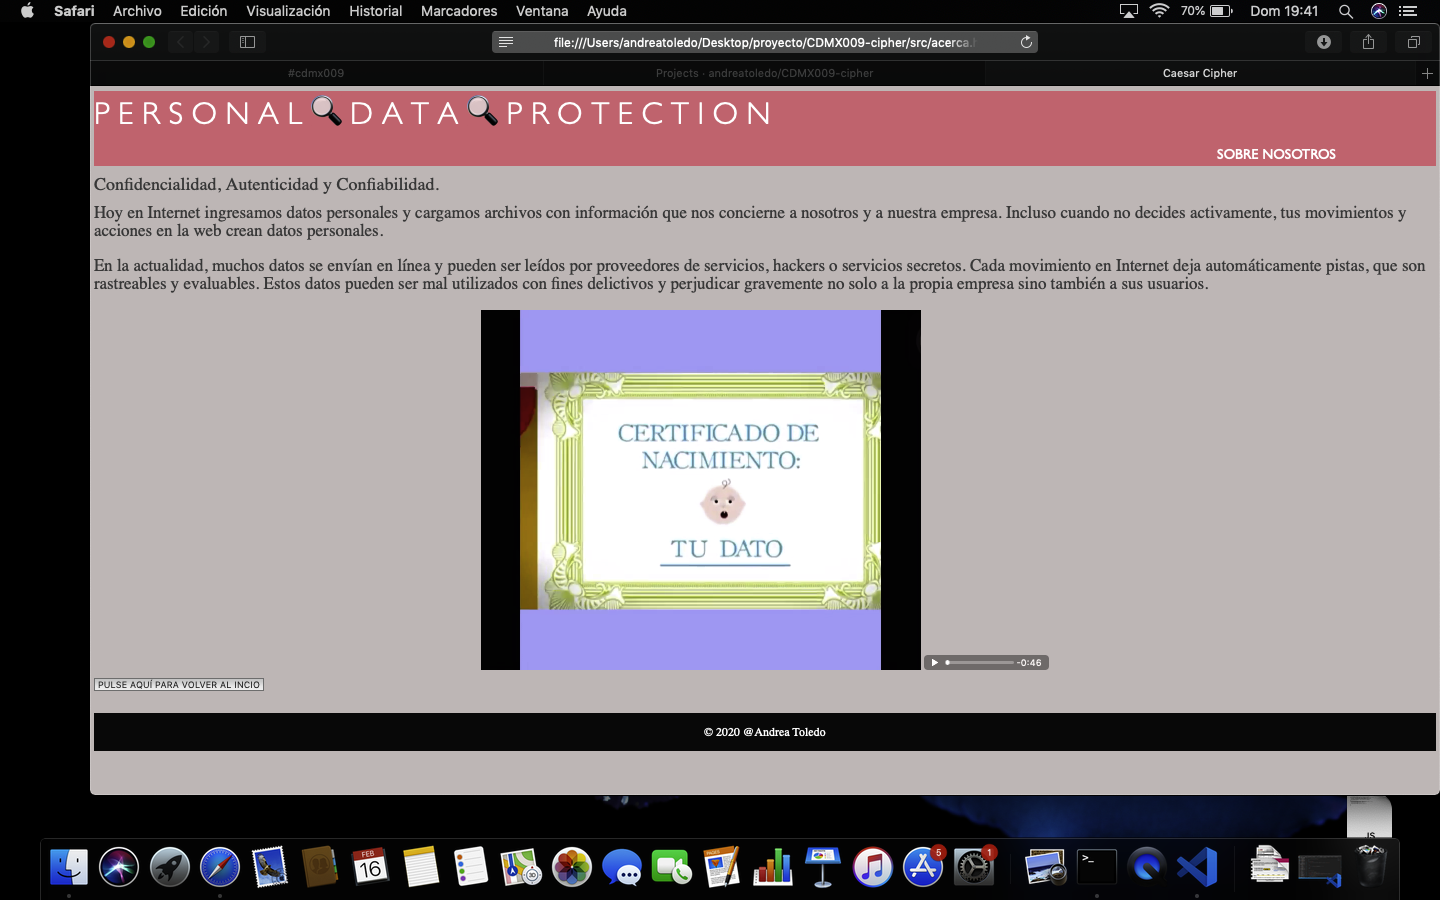 Safari Archivo Edición Visualización Historial Marcadores Ventana Ayuda 70% Dom 19:41
file:///Users/andreatoledo/Desktop/proyecto/CDMX009-cipher/src/acerca.
#cdmx009 Projects · andreatoledo/CDMX009-cipher Caesar Cipher
PERSONAL DATA PROTECTION
SOBRE NOSOTROS
Confidencialidad, Autenticidad y Confiabilidad.
Hoy en Internet ingresamos datos personales y cargamos archivos con información que nos concierne a nosotros y a nuestra empresa. Incluso cuando no decides activamente, tus movimientos y
acciones en la web crean datos personales.
En la actualidad, muchos datos se envían en línea y pueden ser leídos por proveedores de servicios, hackers o servicios secretos. Cada movimiento en Internet deja automáticamente pistas, que son
rastreables y evaluables. Estos datos pueden ser mal utilizados con fines delictivos y perjudicar gravemente no solo a la propia empresa sino también a sus usuarios.
CERTIFICADO DE
NACIMIENTO:
TU DATO
-0:46
PULSE AQUÍ PARA VOLVER AL INCIO
© 2020 @Andrea Toledo
JS
FEB
16
PAGES
3D
5
1
>_